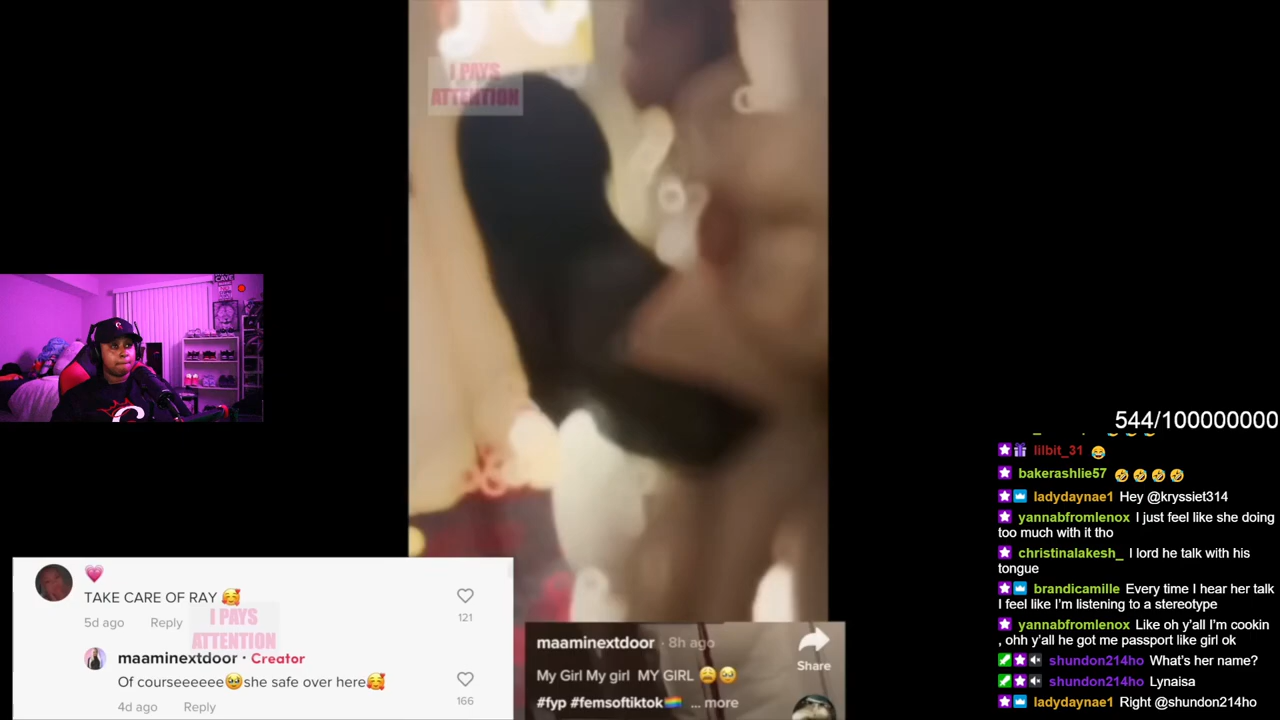 I PAYS
ATTENTION
544/100000000
lilbit_31 😂
bakerashlie57 🤣🤣🤣🤣
ladydaynae1 Hey @kryssiet314
yannabfromlenox I just feel like she doing
too much with it tho
christinalakesh_ I lord he talk with his
tongue
brandicamille Every time I hear her talk
I feel like I'm listening to a stereotype
yannabfromlenox Like oh y'all I'm cookin
, ohh y'all he got me passport like girl ok
shundon214ho What's her name?
shundon214ho Lynaisa
ladydaynae1 Right @shundon214ho
💗
TAKE CARE OF RAY 🥰
5d ago Reply
121
I PAYS
ATTENTION
maaminextdoor · Creator
Of courseeeeee🥹she safe over here🥰
4d ago Reply
166
maaminextdoor · 8h ago
My Girl My girl MY GIRL 😩🥹
#fyp #femsoftiktok🏳️‍🌈 ... more
Share